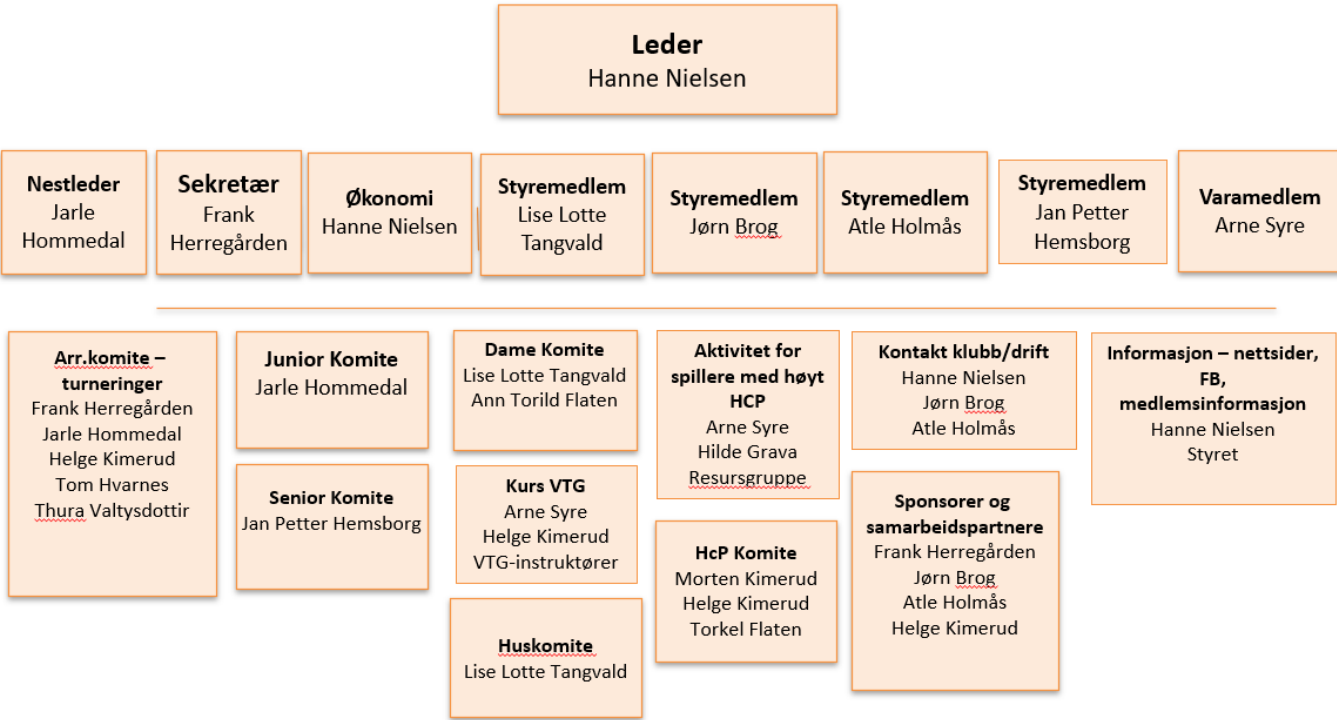 Leder
Hanne Nielsen
Nestleder
Jarle
Hommedal
Sekretær
Frank
Herregården
Økonomi
Hanne Nielsen
Styremedlem
Lise Lotte
Tangvald
Styremedlem
Jørn Brog
Styremedlem
Atle Holmås
Styremedlem
Jan Petter
Hemsborg
Varamedlem
Arne Syre
Arr.komite –
turneringer
Frank Herregården
Jarle Hommedal
Helge Kimerud
Tom Hvarnes
Thura Valtysdottir
Junior Komite
Jarle Hommedal
Senior Komite
Jan Petter Hemsborg
Dame Komite
Lise Lotte Tangvald
Ann Torild Flaten
Kurs VTG
Arne Syre
Helge Kimerud
VTG-instruktører
Huskomite
Lise Lotte Tangvald
Aktivitet for
spillere med høyt
HCP
Arne Syre
Hilde Grava
Resursgruppe
HcP Komite
Morten Kimerud
Helge Kimerud
Torkel Flaten
Kontakt klubb/drift
Hanne Nielsen
Jørn Brog
Atle Holmås
Sponsorer og
samarbeidspartnere
Frank Herregården
Jørn Brog
Atle Holmås
Helge Kimerud
Informasjon – nettsider,
FB,
medlemsinformasjon
Hanne Nielsen
Styret